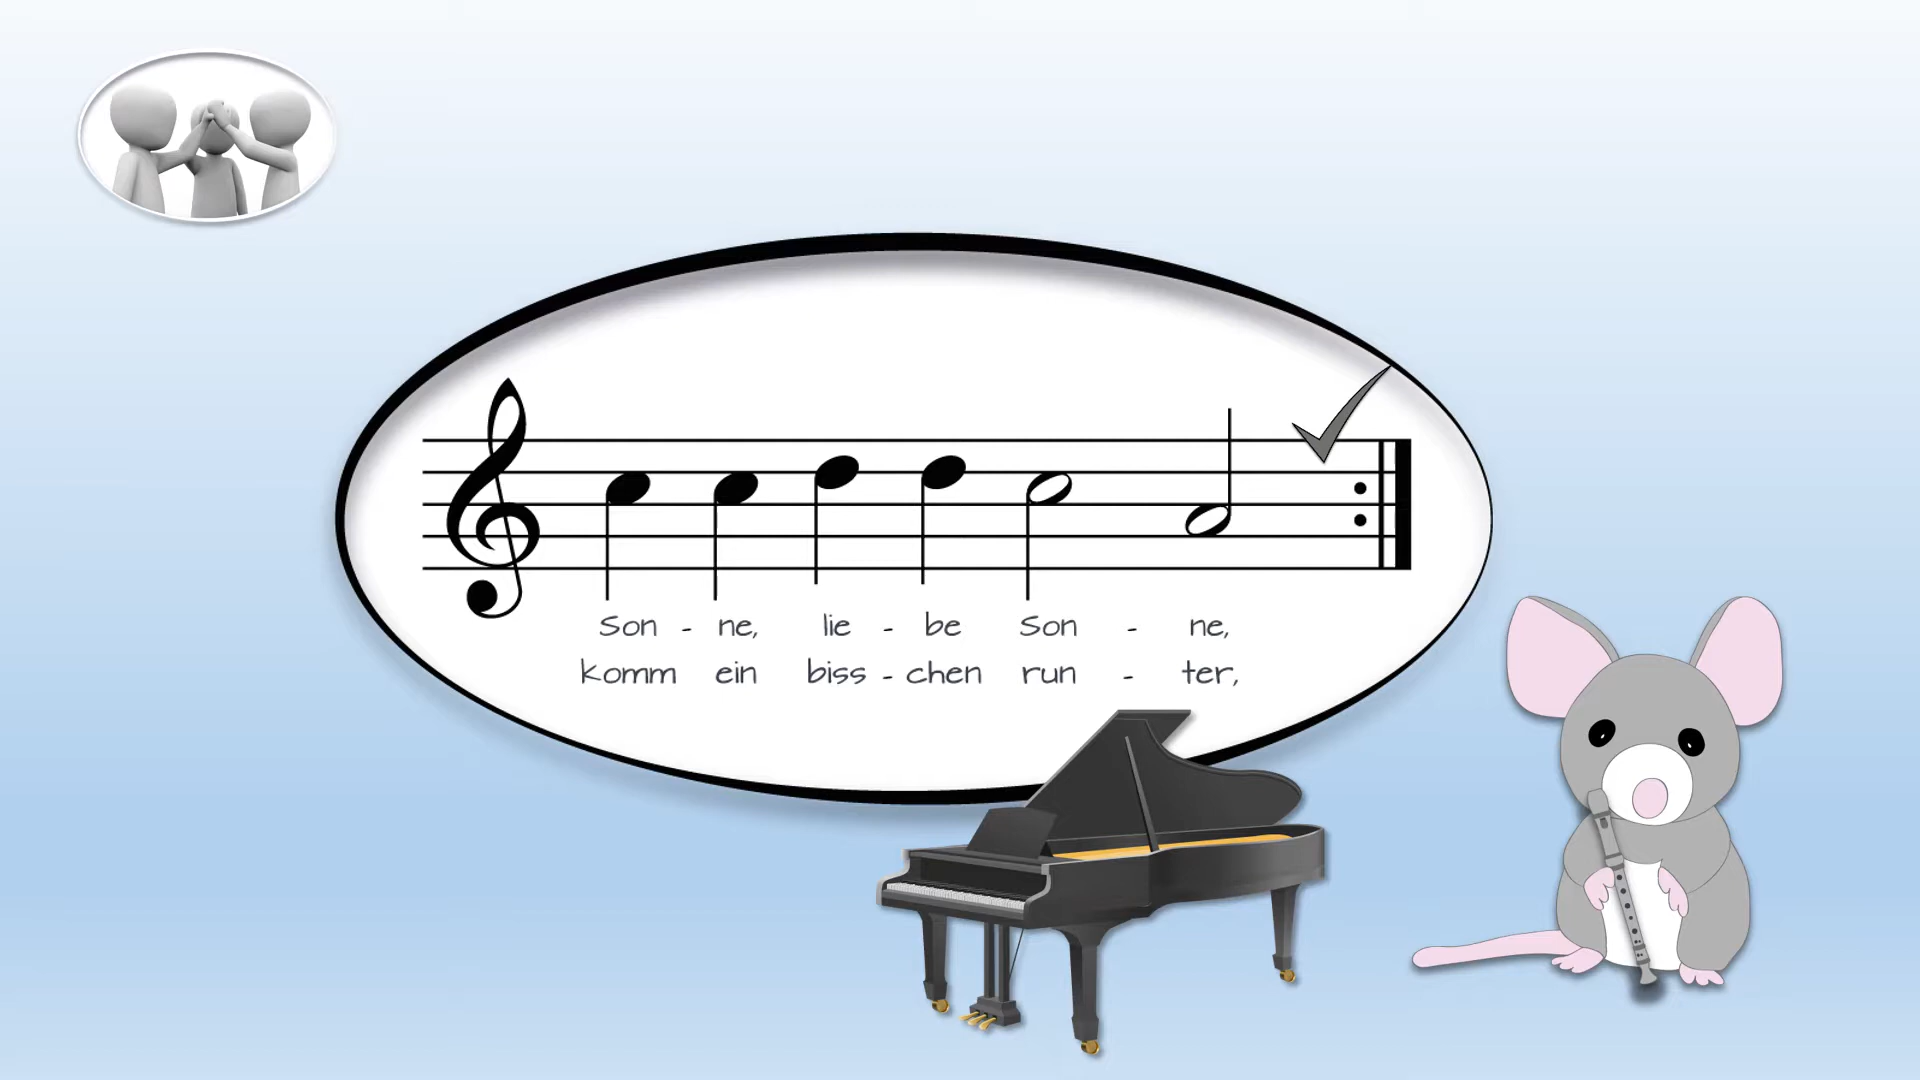 Son - ne, lie - be Son - ne,
komm ein biss - chen run - ter,